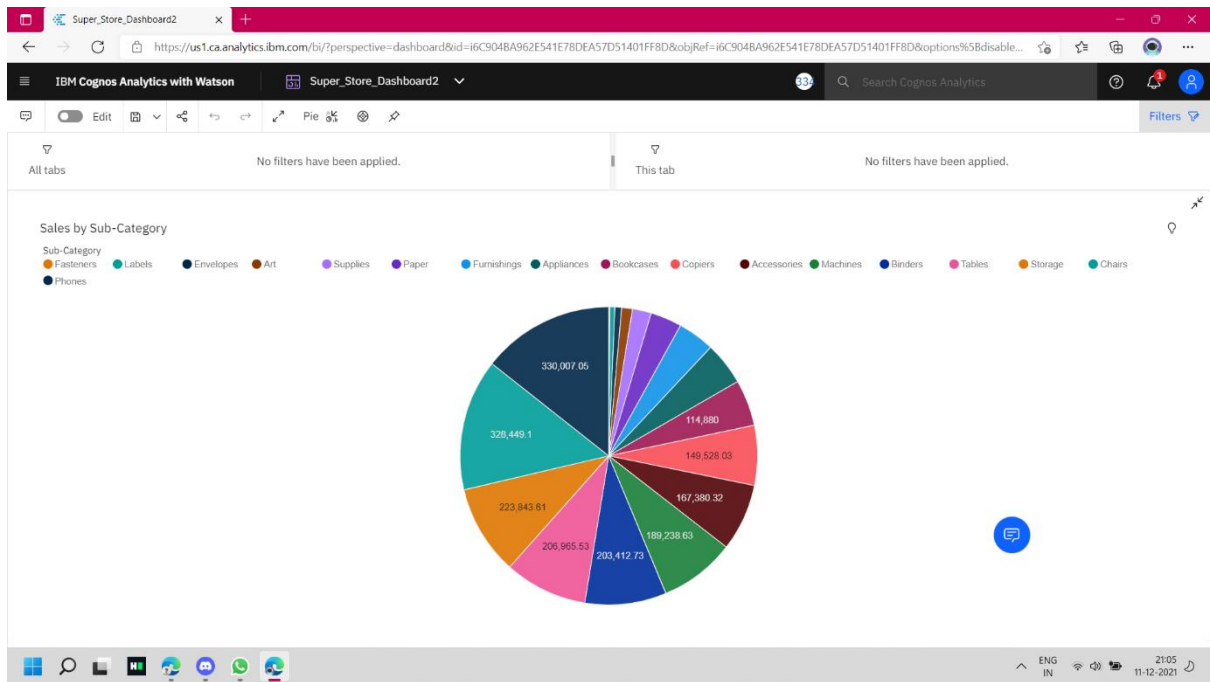 Super_Store_Dashboard2
https://us1.ca.analytics.ibm.com/bi/?perspective=dashboard&id=i6C904BA962E541E78DEA57D51401FF8D&objRef=i6C904BA962E541E78DEA57D51401FF8D&options%5Bdisable...
IBM Cognos Analytics with Watson Super_Store_Dashboard2 334 Search Cognos Analytics 1
Edit Pie Filters
All tabs No filters have been applied. This tab No filters have been applied.
Sales by Sub-Category
Sub-Category
Fasteners Labels Envelopes Art Supplies Paper Furnishings Appliances Bookcases Copiers Accessories Machines Binders Tables Storage Chairs
Phones
330,007.05
114,880
328,449.1
149,528.03
167,380.32
223,843.61
189,238.63
206,965.53
203,412.73
ENG 21:05
IN 11-12-2021